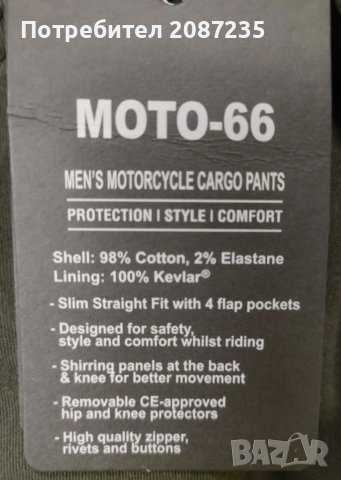 Потребител 2087235
MOTO-66
MEN'S MOTORCYCLE CARGO PANTS
PROTECTION I STYLE I COMFORT
Shell: 98% Cotton, 2% Elastane
Lining: 100% Kevlar®
- Slim Straight Fit with 4 flap pockets
- Designed for safety,
style and comfort whilst riding
- Shirring panels at the back
& knee for better movement
- Removable CE-approved
hip and knee protectors
- High quality zipper,
rivets and buttons
BAZAR